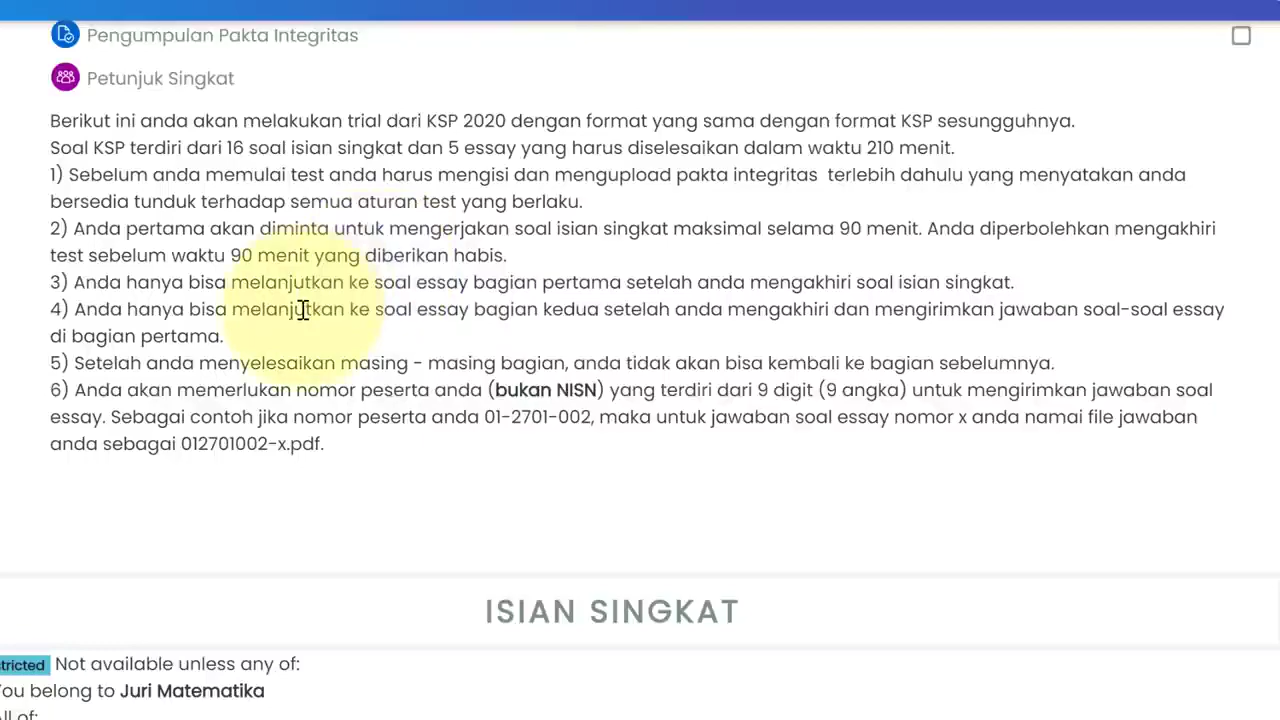 Pengumpulan Pakta Integritas
Petunjuk Singkat
Berikut ini anda akan melakukan trial dari KSP 2020 dengan format yang sama dengan format KSP sesungguhnya.
Soal KSP terdiri dari 16 soal isian singkat dan 5 essay yang harus diselesaikan dalam waktu 210 menit.
1) Sebelum anda memulai test anda harus mengisi dan mengupload pakta integritas terlebih dahulu yang menyatakan anda
bersedia tunduk terhadap semua aturan test yang berlaku.
2) Anda pertama akan diminta untuk mengerjakan soal isian singkat maksimal selama 90 menit. Anda diperbolehkan mengakhiri
test sebelum waktu 90 menit yang diberikan habis.
3) Anda hanya bisa melanjutkan ke soal essay bagian pertama setelah anda mengakhiri soal isian singkat.
4) Anda hanya bisa melanjutkan ke soal essay bagian kedua setelah anda mengakhiri dan mengirimkan jawaban soal-soal essay
di bagian pertama.
5) Setelah anda menyelesaikan masing - masing bagian, anda tidak akan bisa kembali ke bagian sebelumnya.
6) Anda akan memerlukan nomor peserta anda (bukan NISN) yang terdiri dari 9 digit (9 angka) untuk mengirimkan jawaban soal
essay. Sebagai contoh jika nomor peserta anda 01-2701-002, maka untuk jawaban soal essay nomor x anda namai file jawaban
anda sebagai 012701002-x.pdf.
ISIAN SINGKAT
tricted Not available unless any of:
You belong to Juri Matematika
All of: